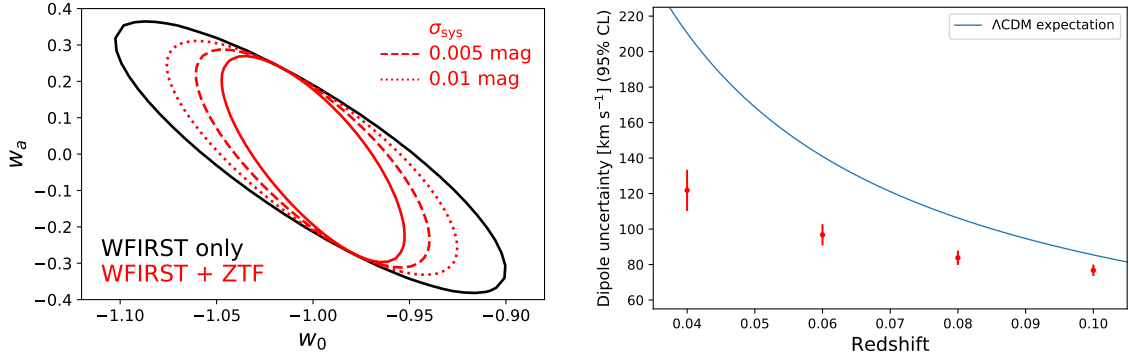 0.4
0.3
0.2
0.1
0.0
−0.1
−0.2
−0.3
−0.4
w_a
σ_sys
0.005 mag
0.01 mag
WFIRST only
WFIRST + ZTF
−1.10 −1.05 −1.00 −0.95 −0.90
w_0
220
200
180
160
140
120
100
80
60
Dipole uncertainty [km s⁻¹] (95% CL)
ΛCDM expectation
0.04 0.05 0.06 0.07 0.08 0.09 0.10
Redshift